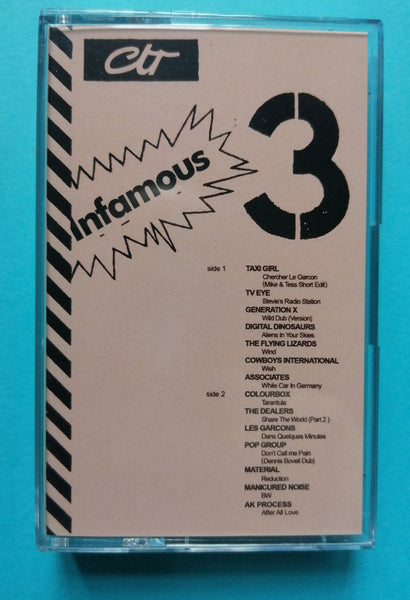 Ctr
Infamous
3
side 1
TAXI GIRL
Chercher Le Garcon
(Mike & Tess Short Edit)
TV EYE
Stevie's Radio Station
GENERATION X
Wild Dub (Version)
DIGITAL DINOSAURS
Aliens In Your Skies
THE FLYING LIZARDS
Wind
COWBOYS INTERNATIONAL
Wish
ASSOCIATES
White Car In Germany
side 2
COLOURBOX
Tarantula
THE DEALERS
Share The World (Part 2 )
LES GARCONS
Dans Quelques Minutes
POP GROUP
Don't Call me Pain
(Dennis Bovell Dub)
MATERIAL
Reduction
MANICURED NOISE
BW
AK PROCESS
After All Love